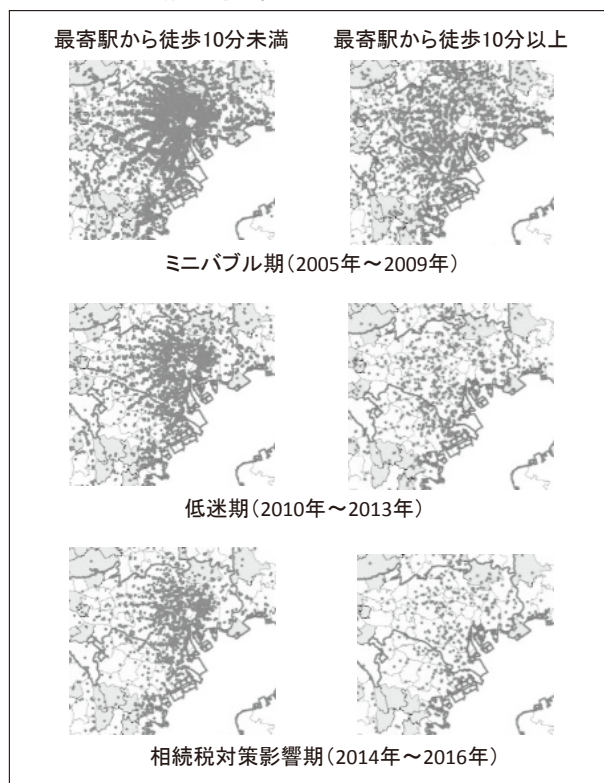 最寄駅から徒歩10分未満
最寄駅から徒歩10分以上
ミニバブル期(2005年～2009年)
低迷期(2010年～2013年)
相続税対策影響期(2014年～2016年)